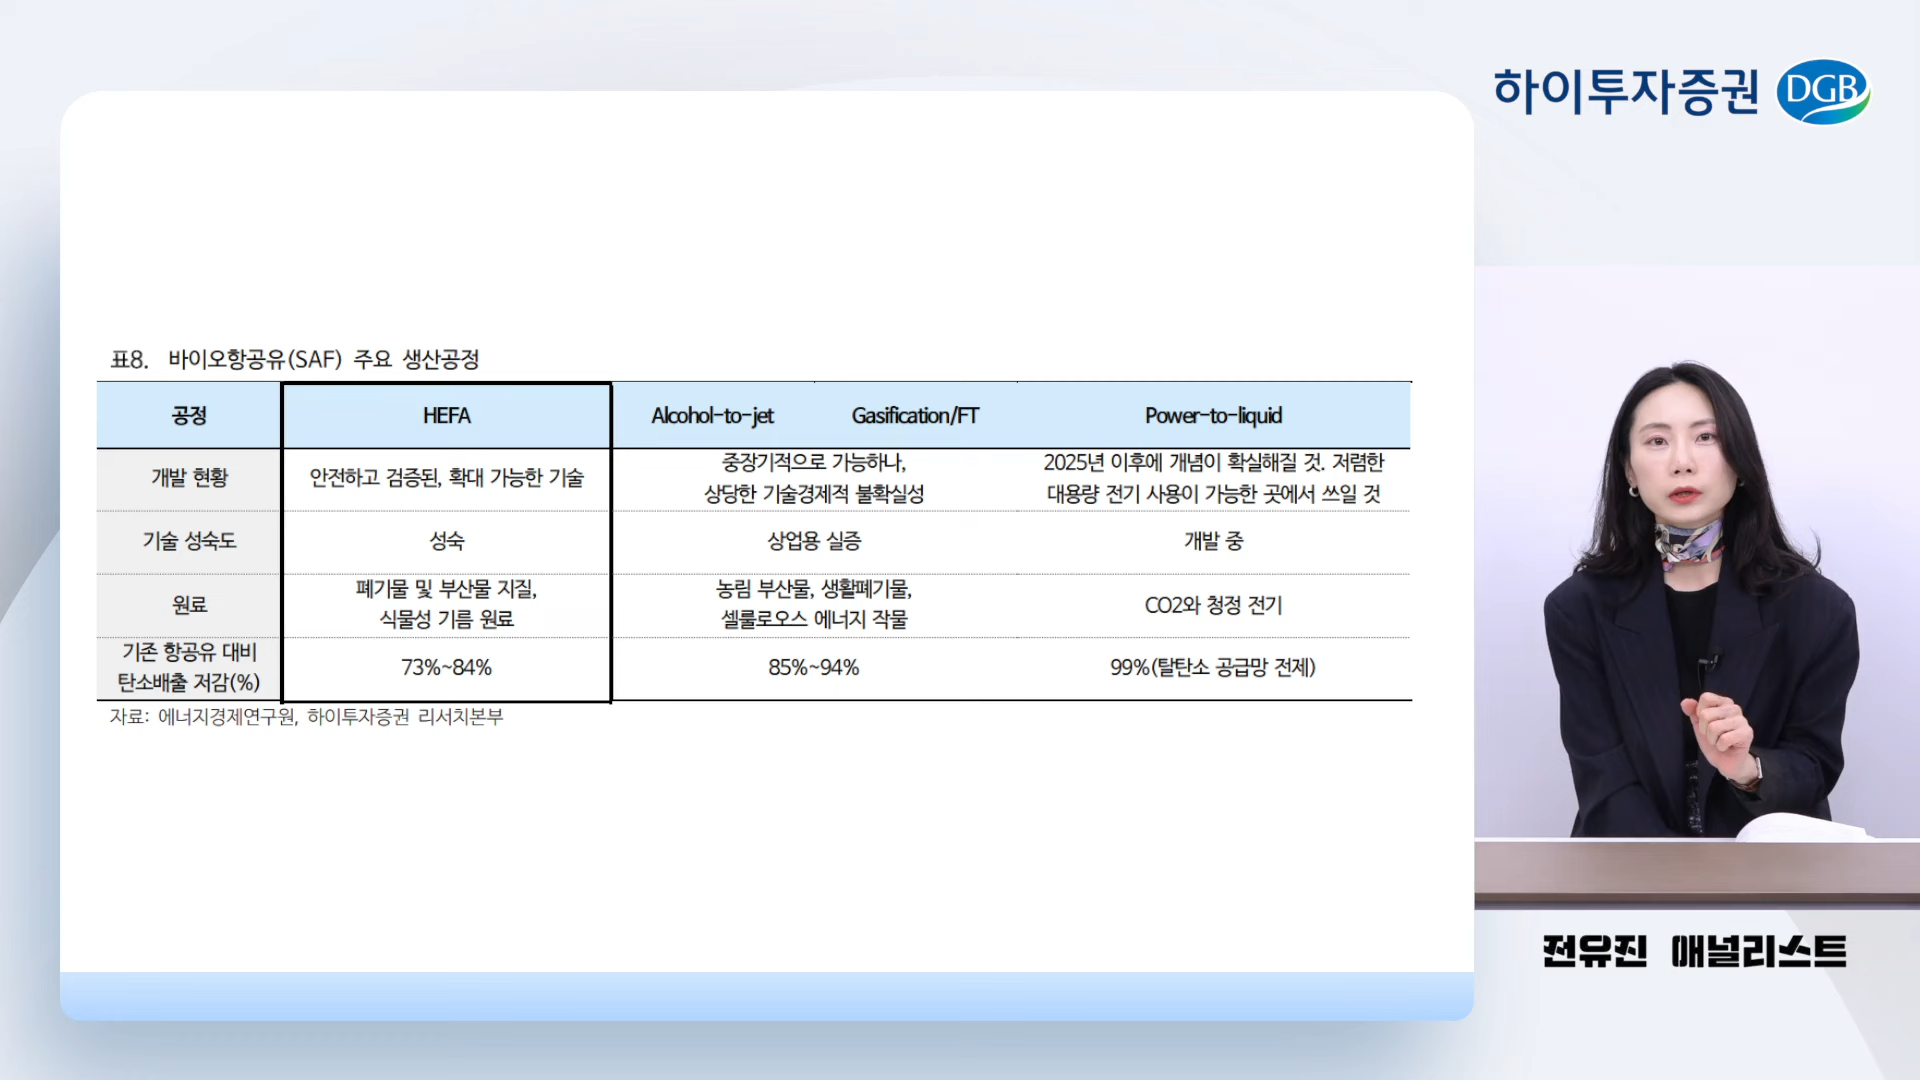 하이투자증권 DGB
표8. 바이오항공유(SAF) 주요 생산공정
공정 HEFA Alcohol-to-jet Gasification/FT Power-to-liquid
개발 현황
안전하고 검증된, 확대 가능한 기술
중장기적으로 가능하나,
상당한 기술경제적 불확실성
2025년 이후에 개념이 확실해질 것. 저렴한
대용량 전기 사용이 가능한 곳에서 쓰일 것
기술 성숙도 성숙 상업용 실증 개발 중
원료
폐기물 및 부산물 지질,
식물성 기름 원료
농림 부산물, 생활폐기물,
셀룰로오스 에너지 작물
CO2와 청정 전기
기존 항공유 대비
탄소배출 저감(%)
73%~84% 85%~94% 99%(탈탄소 공급망 전제)
자료: 에너지경제연구원, 하이투자증권 리서치본부
전유진 애널리스트